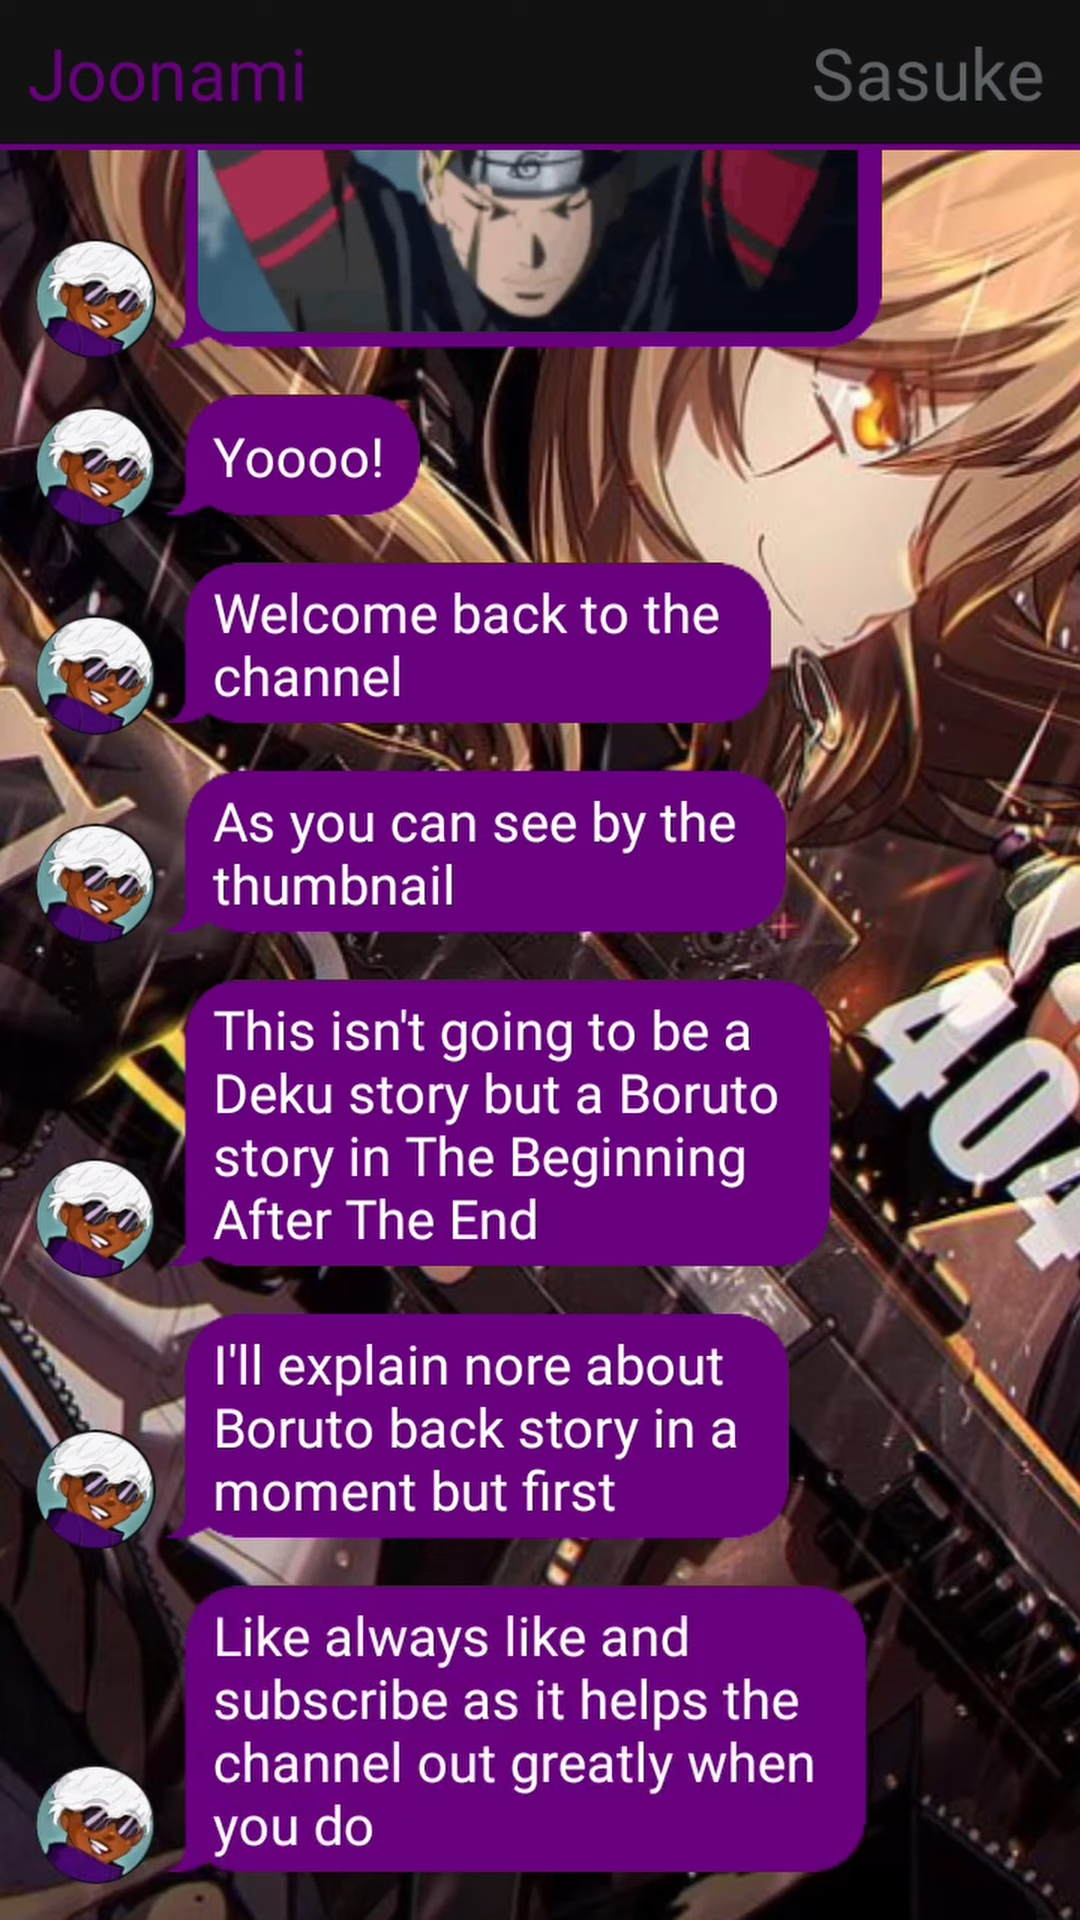 Joonami
Sasuke
Yoooo!
Welcome back to the
channel
As you can see by the
thumbnail
This isn't going to be a
Deku story but a Boruto
story in The Beginning
After The End
I'll explain nore about
Boruto back story in a
moment but first
Like always like and
subscribe as it helps the
channel out greatly when
you do
404